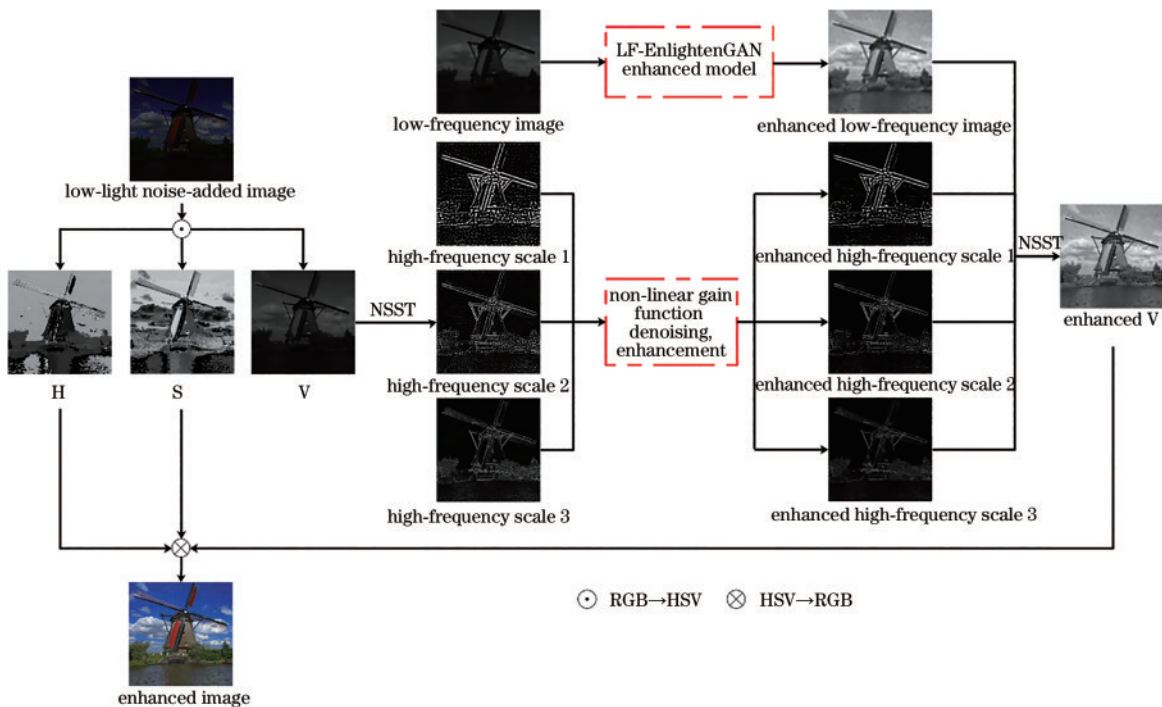 LF-EnlightenGAN
enhanced model
low-frequency image
enhanced low-frequency image
low-light noise-added image
high-frequency scale 1
enhanced high-frequency scale 1
NSST
enhanced V
NSST
non-linear gain
function
denoising,
enhancement
H
S
V
high-frequency scale 2
enhanced high-frequency scale 2
high-frequency scale 3
enhanced high-frequency scale 3
RGB→HSV
HSV→RGB
enhanced image